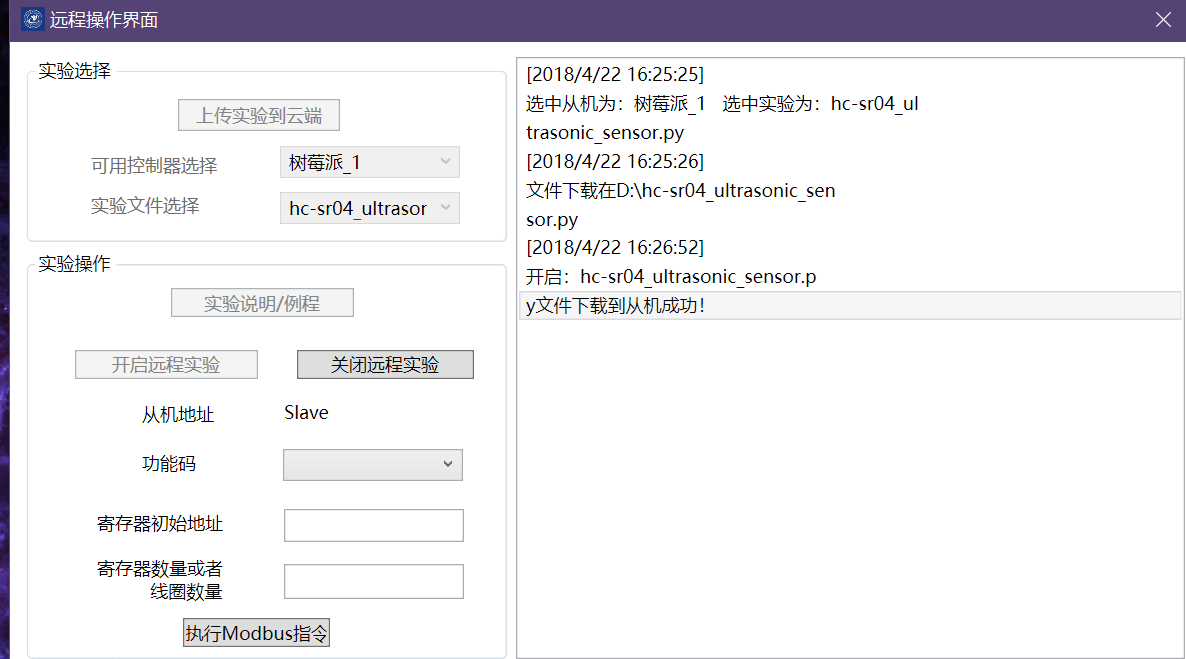 远程操作界面
实验选择
上传实验到云端
可用控制器选择
树莓派_1
实验文件选择
hc-sr04_ultrasor
实验操作
实验说明/例程
开启远程实验
关闭远程实验
从机地址
Slave
功能码
寄存器初始地址
寄存器数量或者
线圈数量
执行Modbus指令
[2018/4/22 16:25:25]
选中从机为：树莓派_1 选中实验为：hc-sr04_ul
trasonic_sensor.py
[2018/4/22 16:25:26]
文件下载在D:\hc-sr04_ultrasonic_sen
sor.py
[2018/4/22 16:26:52]
开启：hc-sr04_ultrasonic_sensor.p
y文件下载到从机成功！